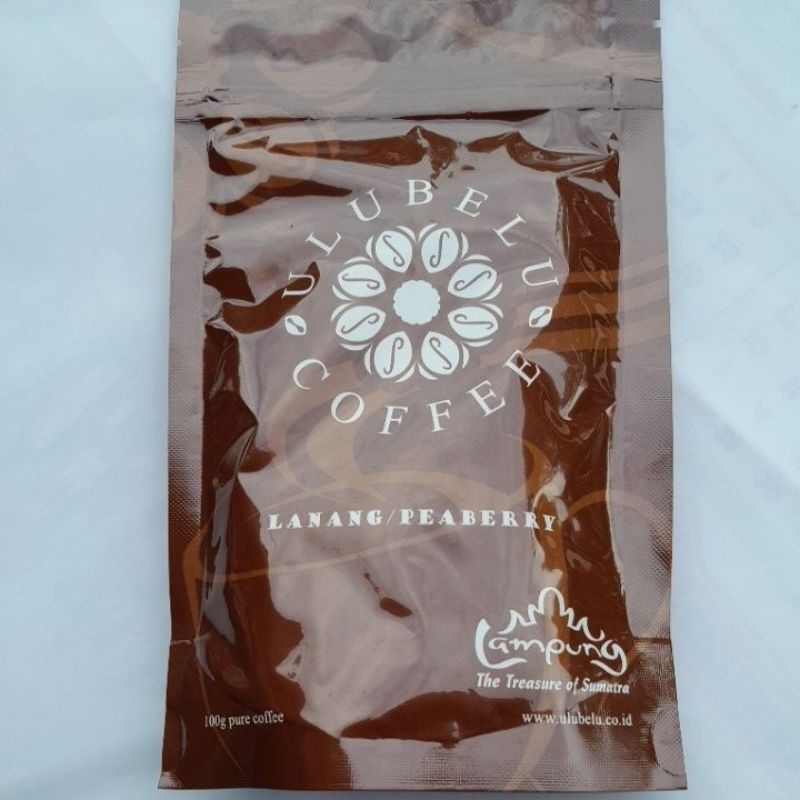 ULUBELU
COFFEE
LANANG/PEABERRY
Lampung
The Treasure of Sumatra
100g pure coffee
www.ulubelu.co.id